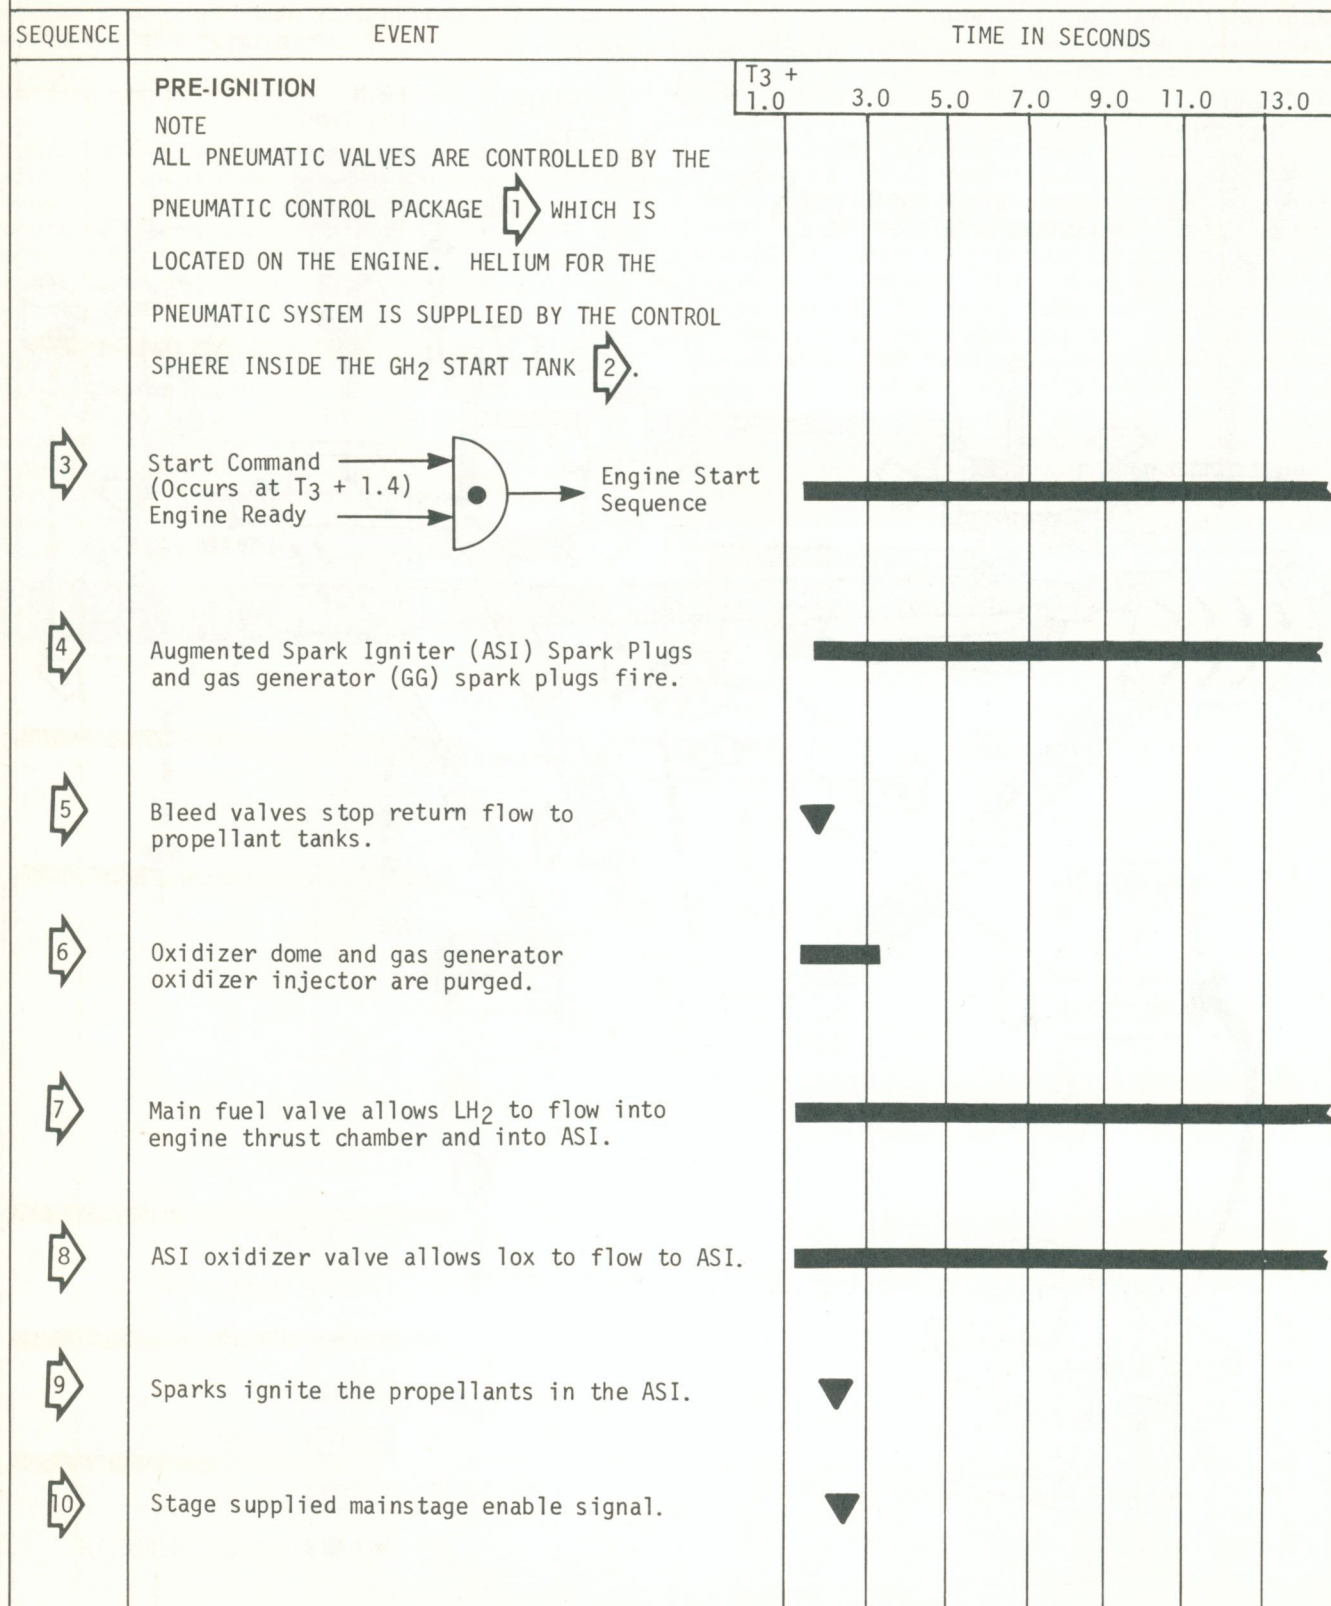 SEQUENCE EVENT TIME IN SECONDS
PRE-IGNITION
T3 +
1.0 3.0 5.0 7.0 9.0 11.0 13.0
NOTE
ALL PNEUMATIC VALVES ARE CONTROLLED BY THE
PNEUMATIC CONTROL PACKAGE 1 WHICH IS
LOCATED ON THE ENGINE. HELIUM FOR THE
PNEUMATIC SYSTEM IS SUPPLIED BY THE CONTROL
SPHERE INSIDE THE GH2 START TANK 2.
3
Start Command
(Occurs at T3 + 1.4)
Engine Ready
Engine Start
Sequence
4
Augmented Spark Igniter (ASI) Spark Plugs
and gas generator (GG) spark plugs fire.
5
Bleed valves stop return flow to
propellant tanks.
6
Oxidizer dome and gas generator
oxidizer injector are purged.
7
Main fuel valve allows LH2 to flow into
engine thrust chamber and into ASI.
8
ASI oxidizer valve allows lox to flow to ASI.
9
Sparks ignite the propellants in the ASI.
10
Stage supplied mainstage enable signal.